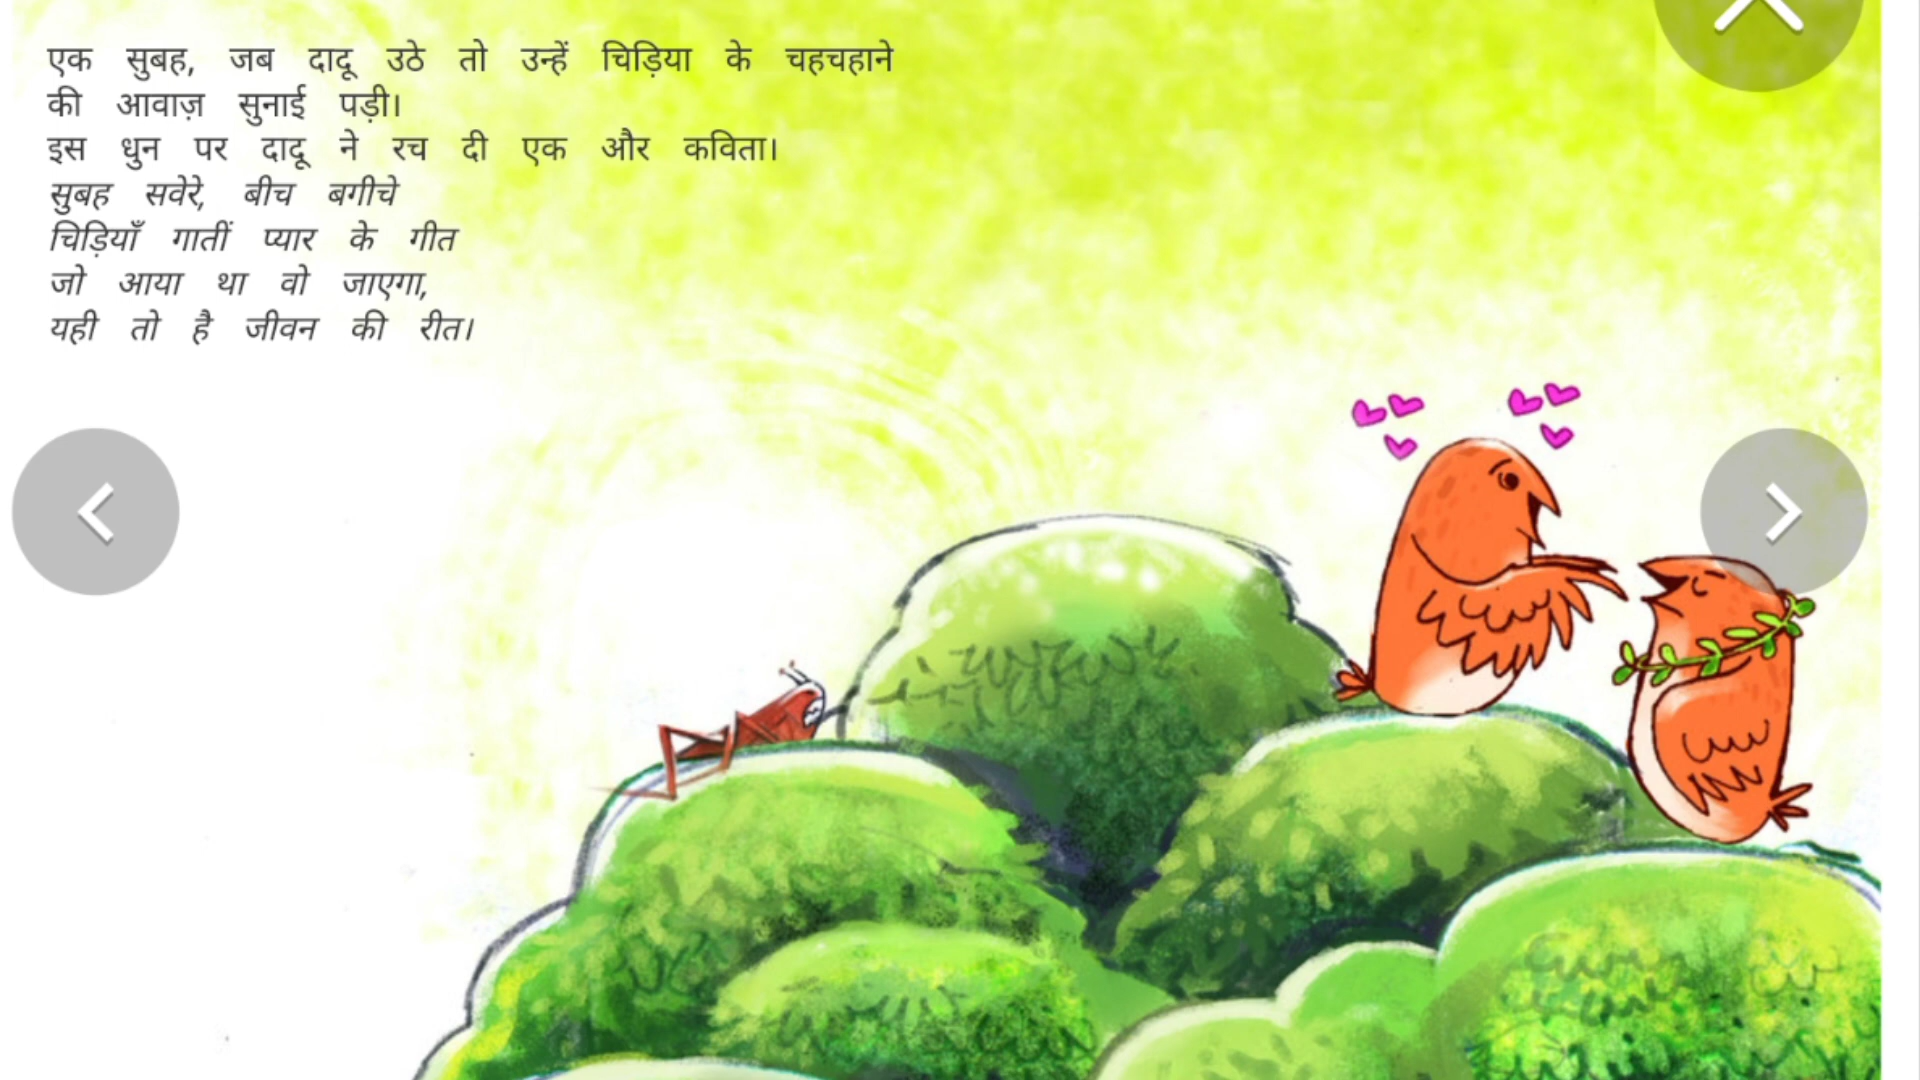 एक सुबह, जब दादू उठे तो उन्हें चिड़िया के चहचहाने
की आवाज़ सुनाई पड़ी।
इस धुन पर दादू ने रच दी एक और कविता।
सुबह सवेरे, बीच बगीचे
चिड़ियाँ गातीं प्यार के गीत
जो आया था वो जाएगा,
यही तो है जीवन की रीत।